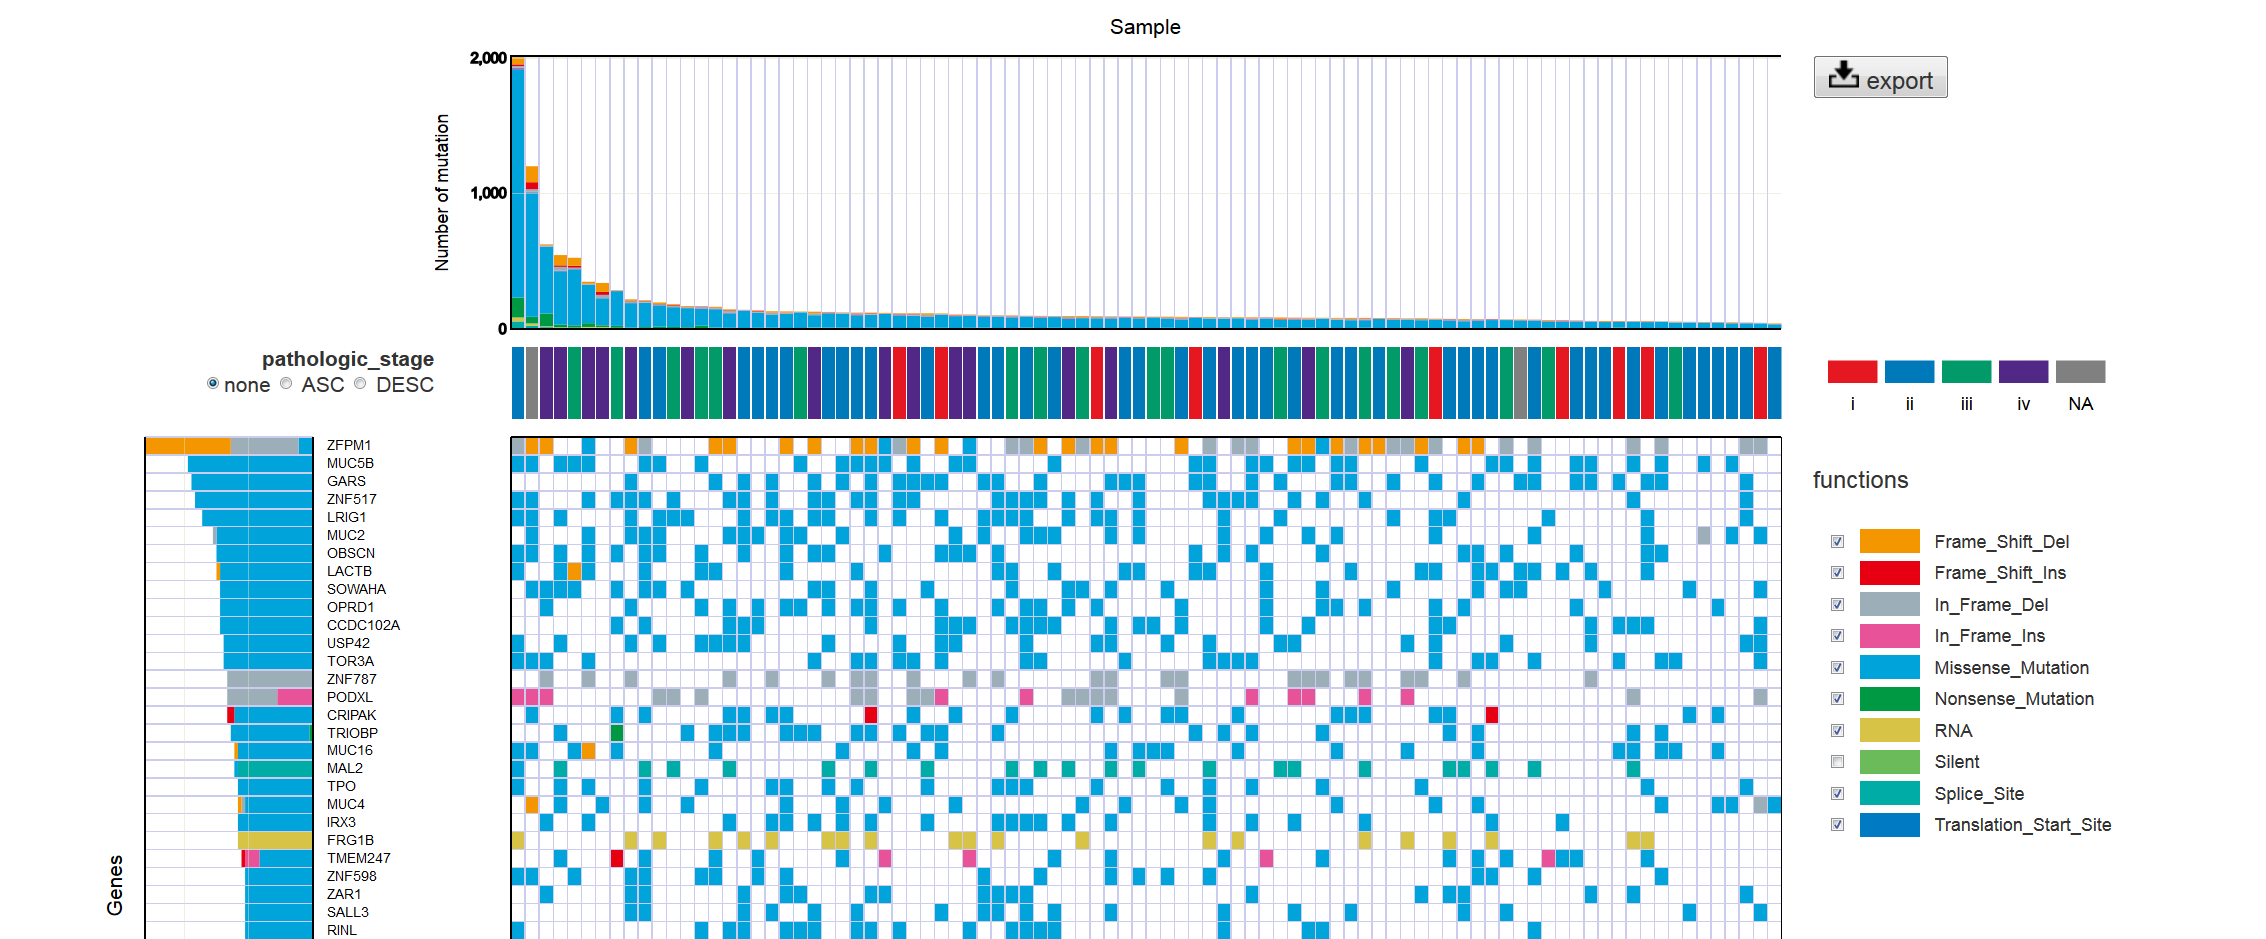 Sample
2,000
1,000
0
Number of mutation
export
pathologic_stage
none ASC DESC
i ii iii iv NA
ZFPM1
MUC5B
GARS
ZNF517
LRIG1
MUC2
OBSCN
LACTB
SOWAHA
OPRD1
CCDC102A
USP42
TOR3A
ZNF787
PODXL
CRIPAK
TRIOBP
MUC16
MAL2
TPO
MUC4
IRX3
FRG1B
TMEM247
ZNF598
ZAR1
SALL3
RINL
Genes
functions
Frame_Shift_Del
Frame_Shift_Ins
In_Frame_Del
In_Frame_Ins
Missense_Mutation
Nonsense_Mutation
RNA
Silent
Splice_Site
Translation_Start_Site